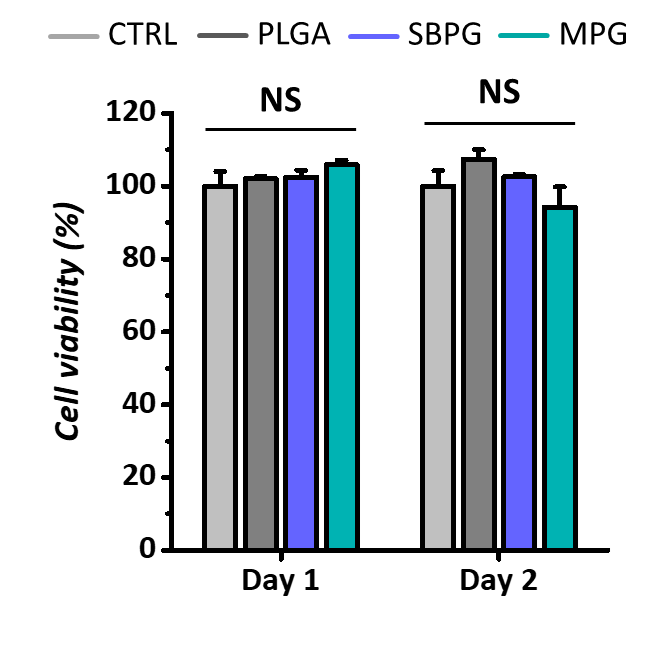 CTRL PLGA SBPG MPG
NS NS
120
100
80
60
40
20
0
Cell viability (%)
Day 1 Day 2